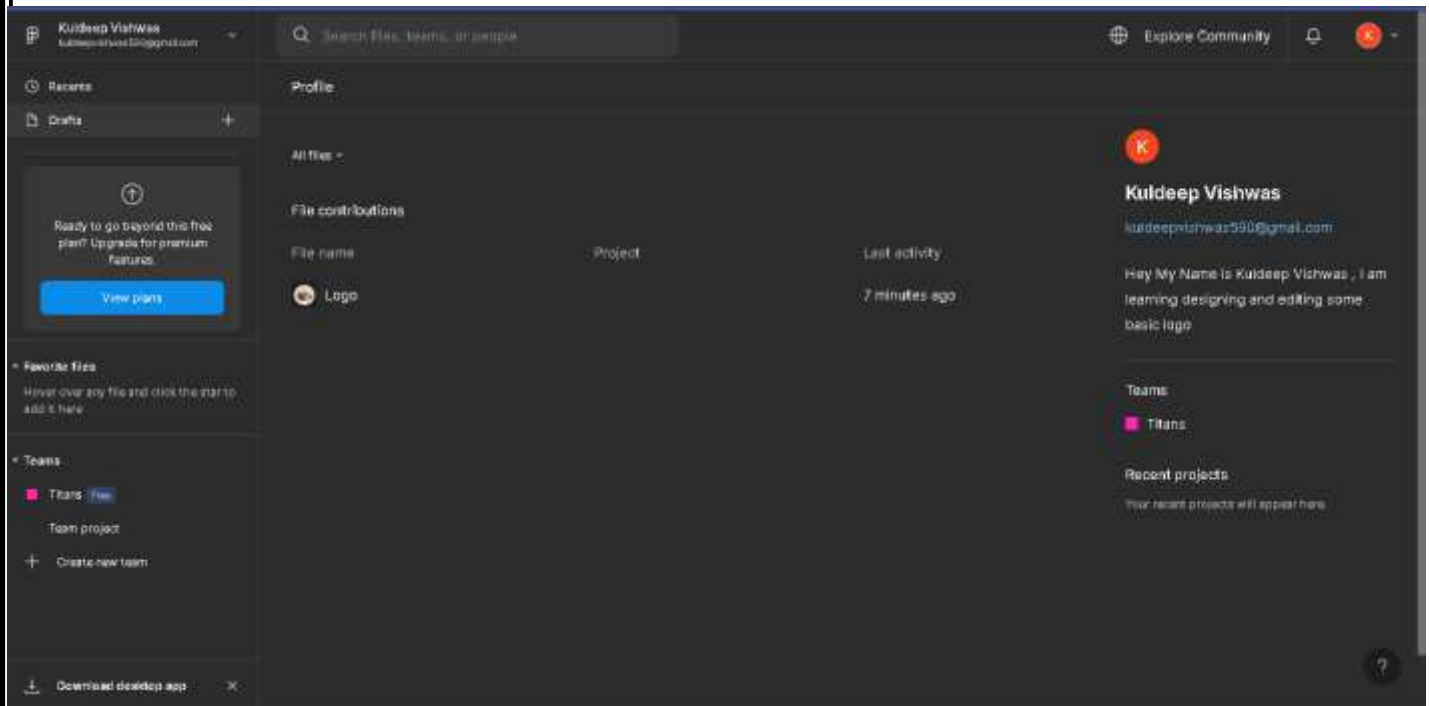 Kuldeep Vishwas
kuldeepvishwas590@gmail.com
Search files, teams, or people
Explore Community
K
Recents
Profile
Drafts
All files
K
Ready to go beyond this free
plan? Upgrade for premium
features.
View plans
File contributions
Kuldeep Vishwas
kuldeepvishwas590@gmail.com
File name
Project
Last activity
Hey My Name is Kuldeep Vishwas , I am
learning designing and editing some
basic logo
Logo
7 minutes ago
Favorite files
Hover over any file and click the star to
add it here
Teams
Titans
Recent projects
Your recent projects will appear here
Teams
Titans Free
Team project
Create new team
Download desktop app
?